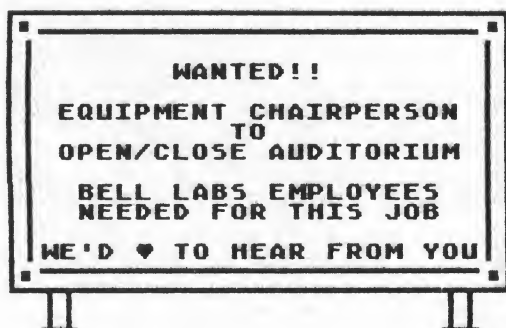 WANTED!!
EQUIPMENT CHAIRPERSON
TO
OPEN/CLOSE AUDITORIUM
BELL LABS EMPLOYEES
NEEDED FOR THIS JOB
WE'D ♥ TO HEAR FROM YOU